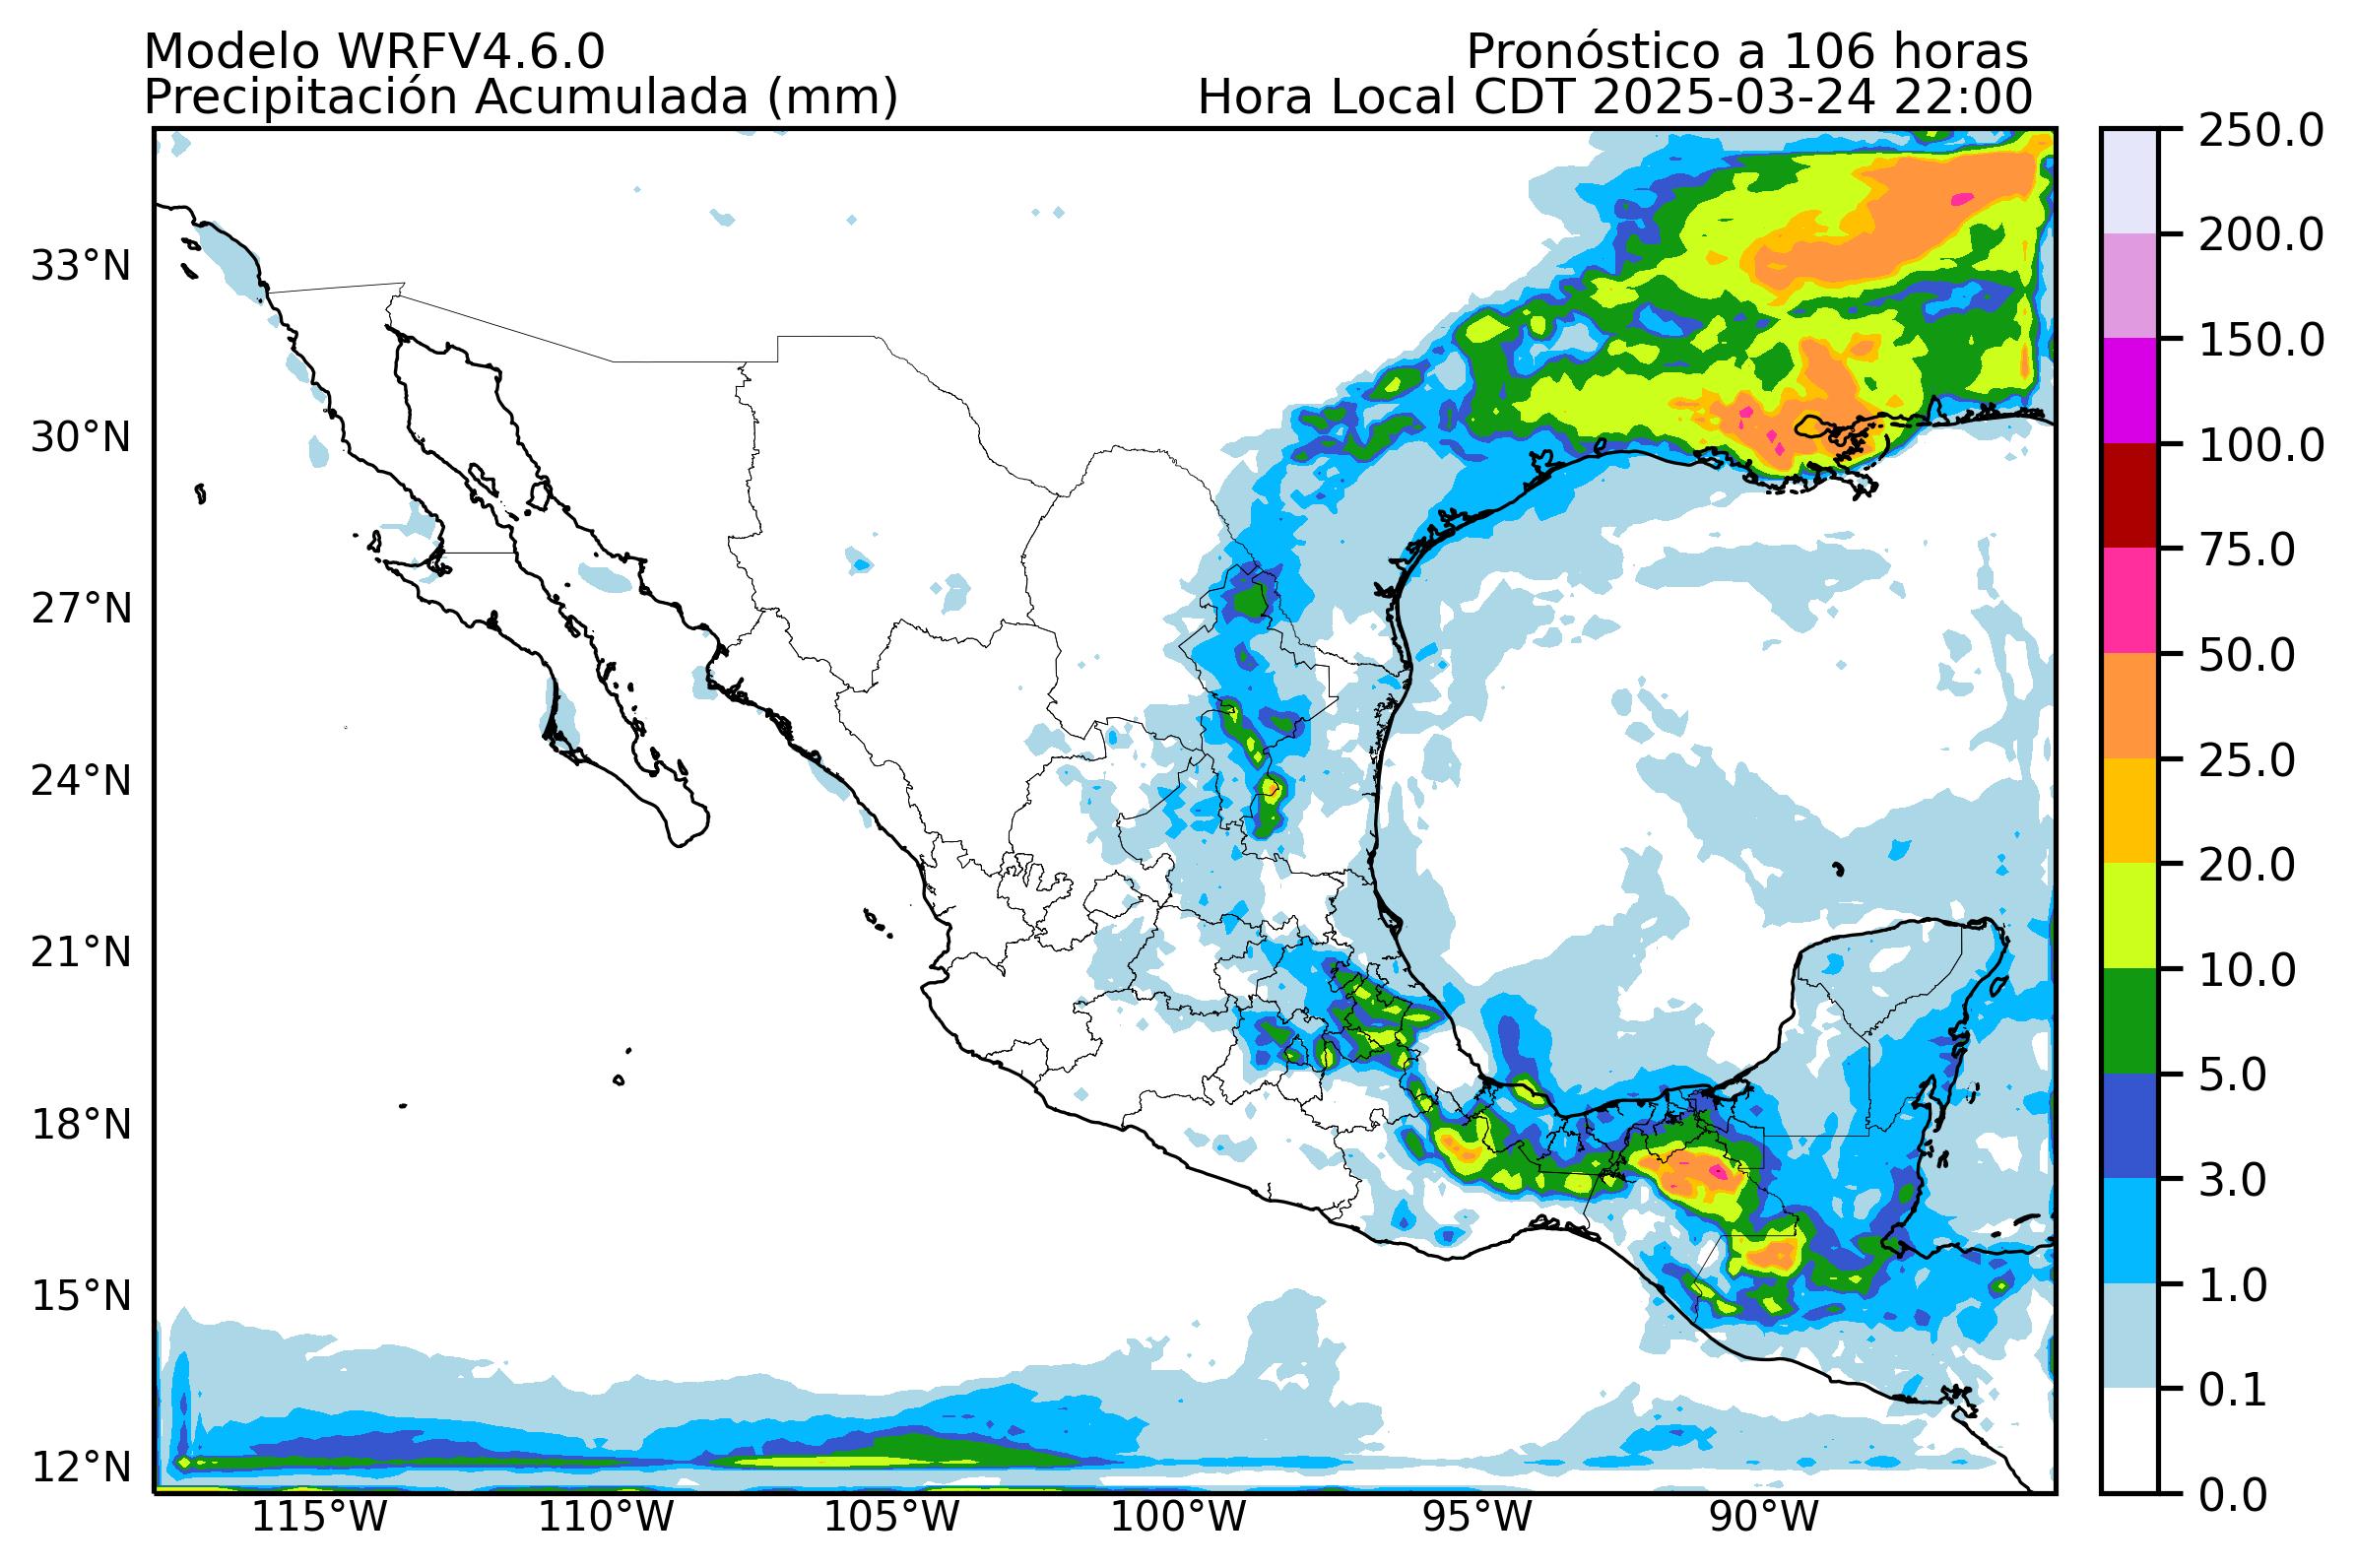 Modelo WRFV4.6.0
Pronóstico a 106 horas
Precipitación Acumulada (mm)
Hora Local CDT 2025-03-24 22:00
33°N
30°N
27°N
24°N
21°N
18°N
15°N
12°N
115°W
110°W
105°W
100°W
95°W
90°W
250.0
200.0
150.0
100.0
75.0
50.0
25.0
20.0
10.0
5.0
3.0
1.0
0.1
0.0